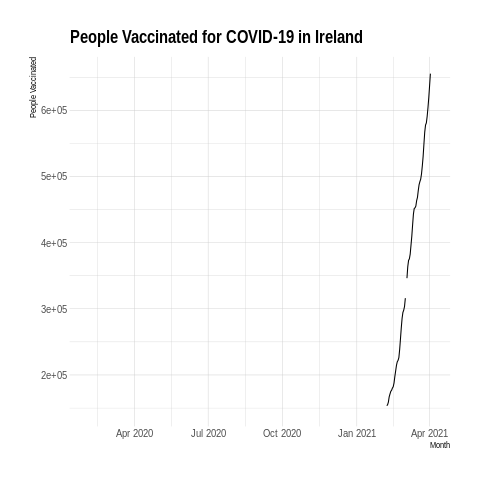 People Vaccinated for COVID-19 in Ireland
People Vaccinated
6e+05
5e+05
4e+05
3e+05
2e+05
Apr 2020 Jul 2020 Oct 2020 Jan 2021 Apr 2021
Month